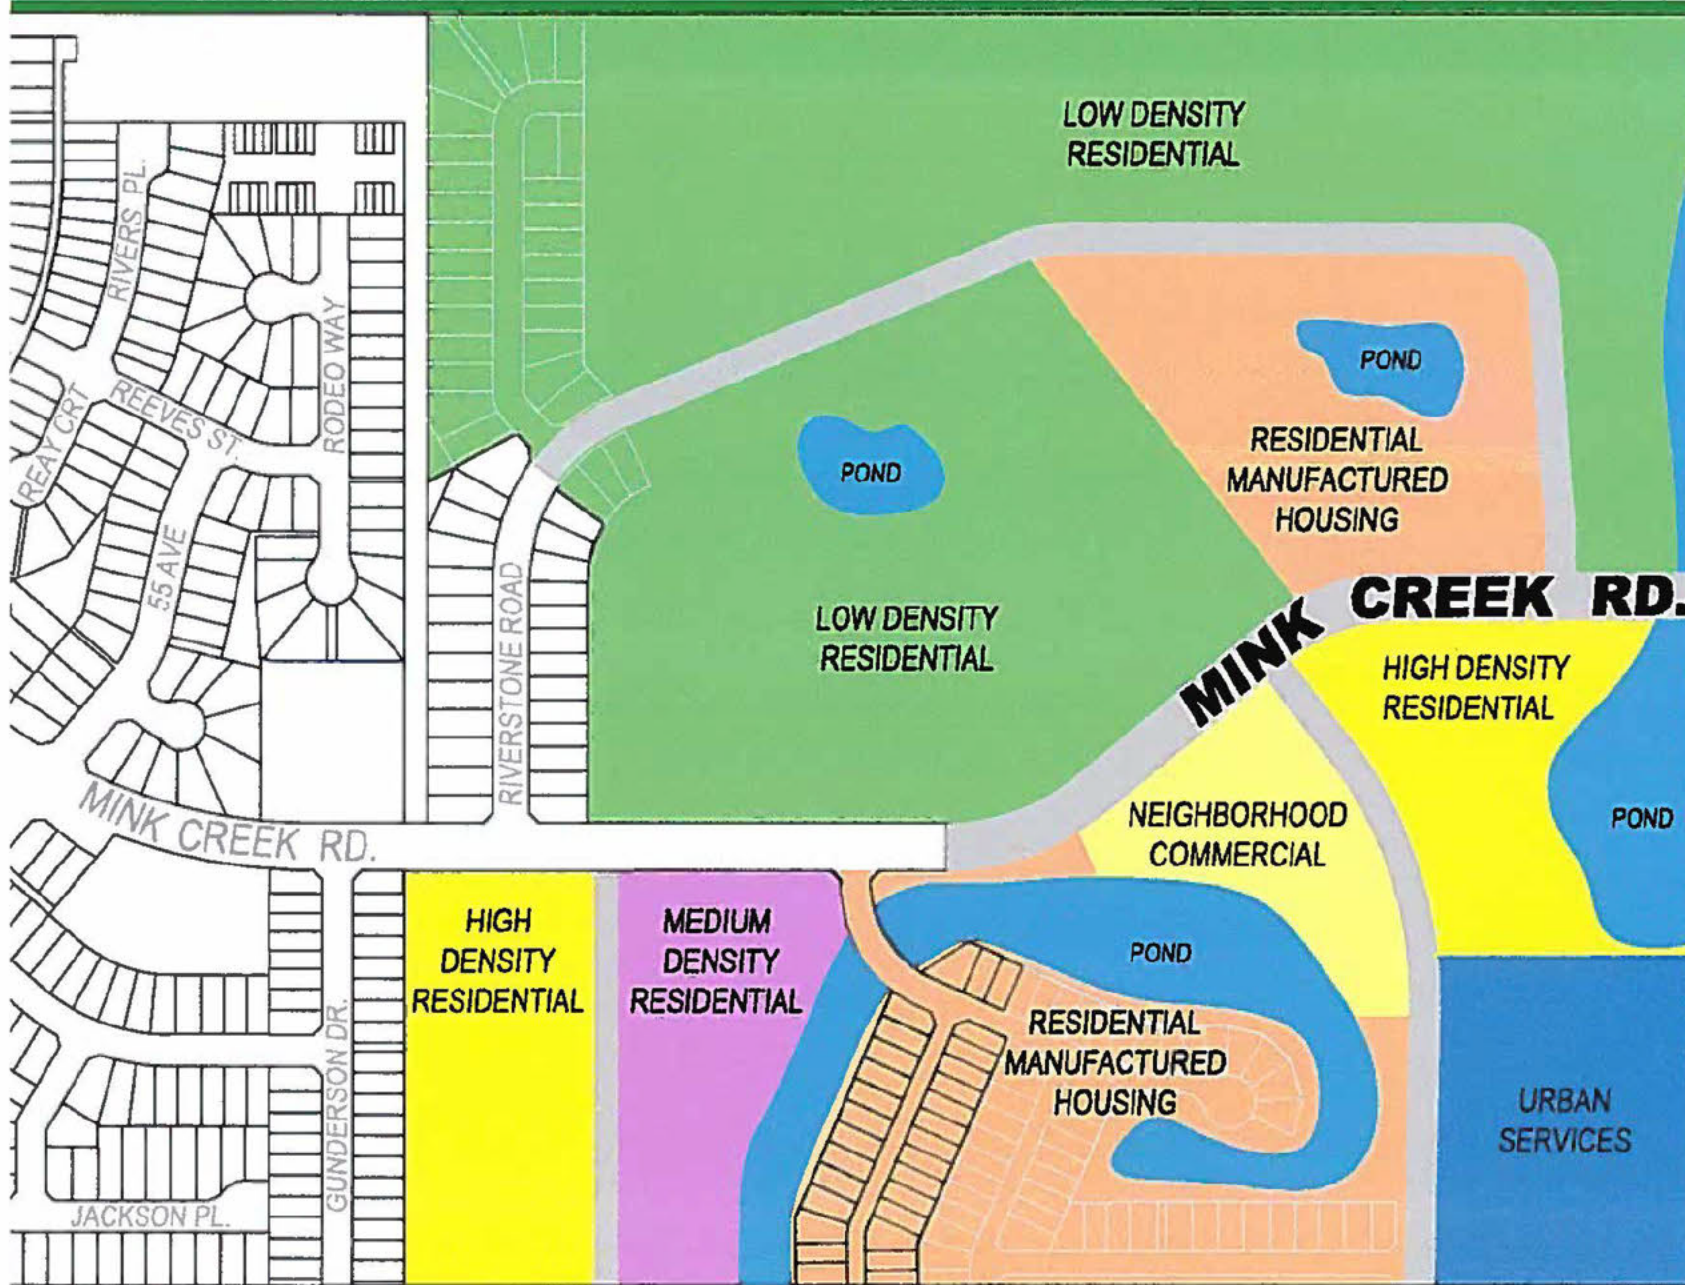 LOW DENSITY
RESIDENTIAL
RIVERS PL.
RODEO WAY
REEVES ST.
REAY CRT
55 AVE
POND
POND
RESIDENTIAL
MANUFACTURED
HOUSING
RIVERSTONE ROAD
LOW DENSITY
RESIDENTIAL
MINK CREEK RD.
HIGH DENSITY
RESIDENTIAL
POND
NEIGHBORHOOD
COMMERCIAL
MINK CREEK RD.
HIGH
DENSITY
RESIDENTIAL
MEDIUM
DENSITY
RESIDENTIAL
POND
RESIDENTIAL
MANUFACTURED
HOUSING
GUNDERSON DR.
URBAN
SERVICES
JACKSON PL.